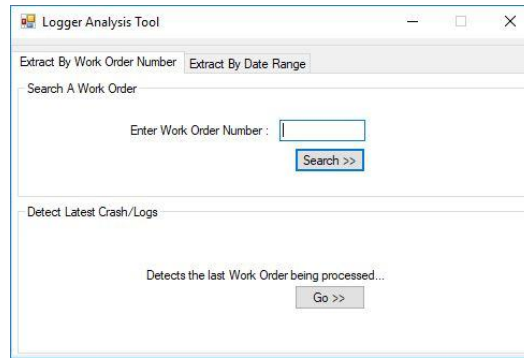 Logger Analysis Tool
Extract By Work Order Number Extract By Date Range
Search A Work Order
Enter Work Order Number :
Search >>
Detect Latest Crash/Logs
Detects the last Work Order being processed...
Go >>